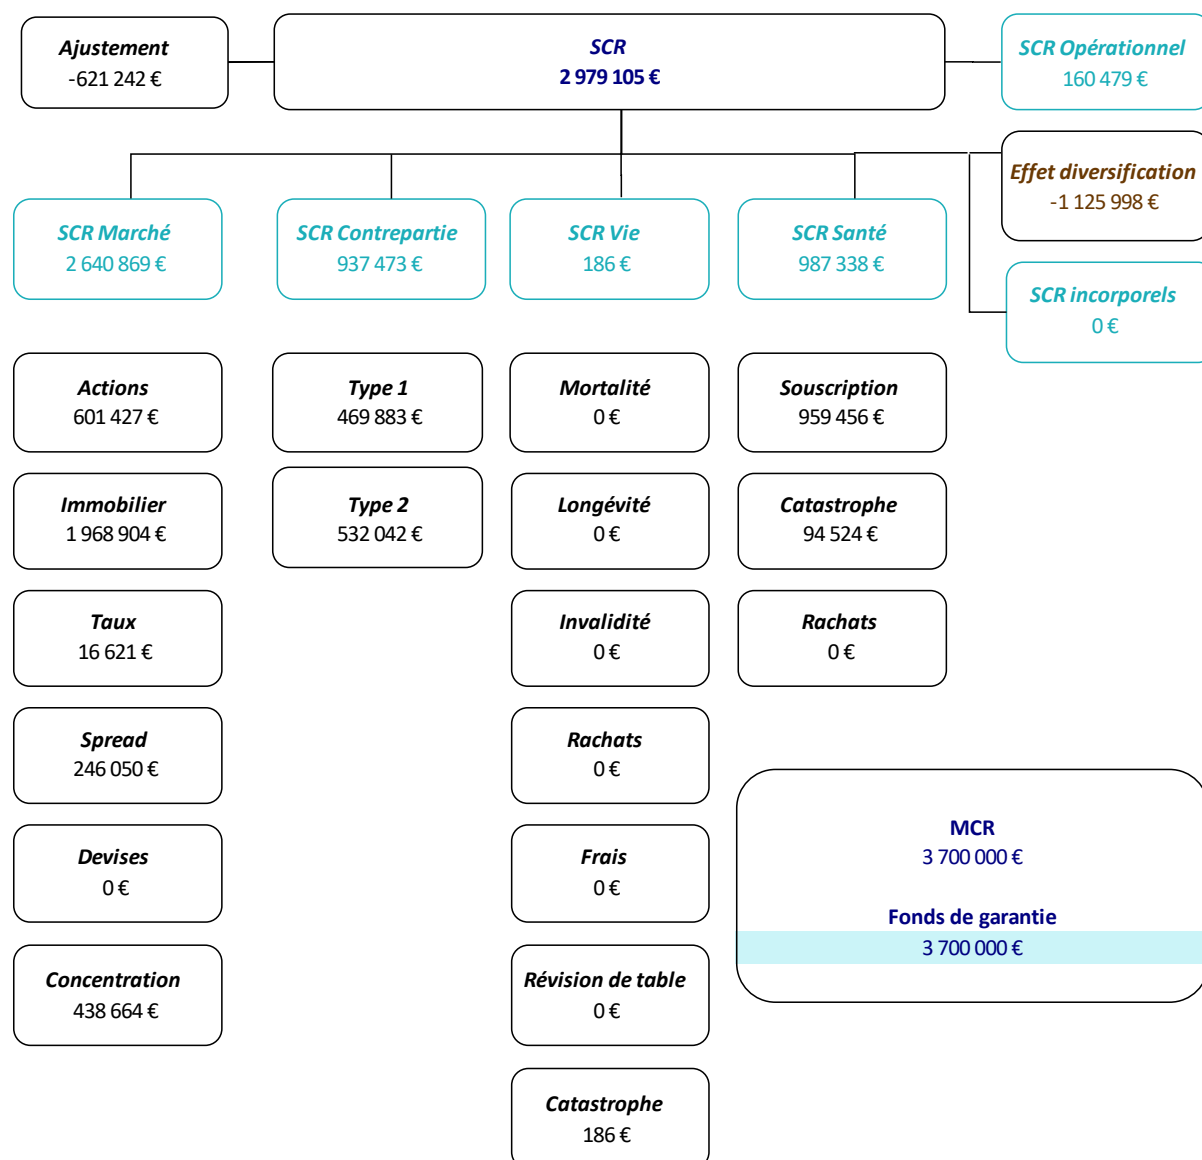 Ajustement
-621 242 €
SCR
2 979 105 €
SCR Opérationnel
160 479 €
Effet diversification
-1 125 998 €
SCR Marché
2 640 869 €
SCR Contrepartie
937 473 €
SCR Vie
186 €
SCR Santé
987 338 €
SCR incorporels
0 €
Actions
601 427 €
Type 1
469 883 €
Mortalité
0 €
Souscription
959 456 €
Immobilier
1 968 904 €
Type 2
532 042 €
Longévité
0 €
Catastrophe
94 524 €
Taux
16 621 €
Invalidité
0 €
Rachats
0 €
Spread
246 050 €
Rachats
0 €
MCR
3 700 000 €
Devises
0 €
Frais
0 €
Fonds de garantie
3 700 000 €
Concentration
438 664 €
Révision de table
0 €
Catastrophe
186 €